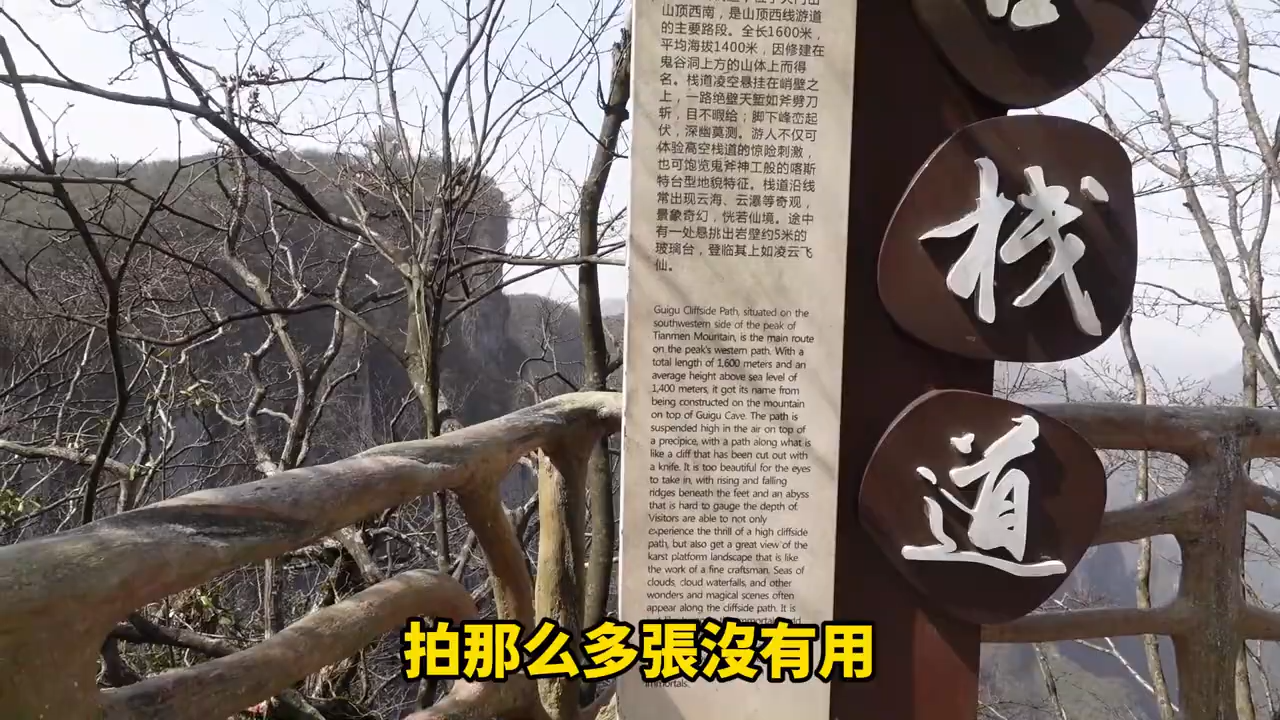 山顶西南，是山顶西线游道
的主要路段。全长1600米，
平均海拔1400米，因修建在
鬼谷洞上方的山体上而得
名。栈道凌空悬挂在峭壁之
上，一路绝壁天堑如斧劈刀
斩，目不暇给；脚下峰峦起
伏，深幽莫测。游人不仅可
体验高空栈道的惊险刺激，
也可饱览鬼斧神工般的喀斯
特台型地貌特征。栈道沿线
常出现云海、云瀑等奇观，
景象奇幻，恍若仙境。途中
有一处悬挑出岩壁约5米的
玻璃台，登临其上如凌云飞
仙。
Guigu Cliffside Path, situated on the
southwestern side of the peak of
Tianmen Mountain, is the main route
on the peak's western path. With a
total length of 1,600 meters and an
average height above sea level of
1,400 meters, it got its name from
being constructed on the mountain
on top of Guigu Cave. The path is
suspended high in the air on top of
a precipice, with a path along what is
like a cliff that has been cut out with
a knife. It is too beautiful for the eyes
to take in, with rising and falling
ridges beneath the feet and an abyss
that is hard to gauge the depth of.
Visitors are able to not only
experience the thrill of a high cliffside
path, but also get a great view of the
karst platform landscape that is like
the work of a fine craftsman. Seas of
clouds, cloud waterfalls, and other
wonders and magical scenes often
appear along the cliffside path. It is
immortals.
栈
道
拍那么多張沒有用